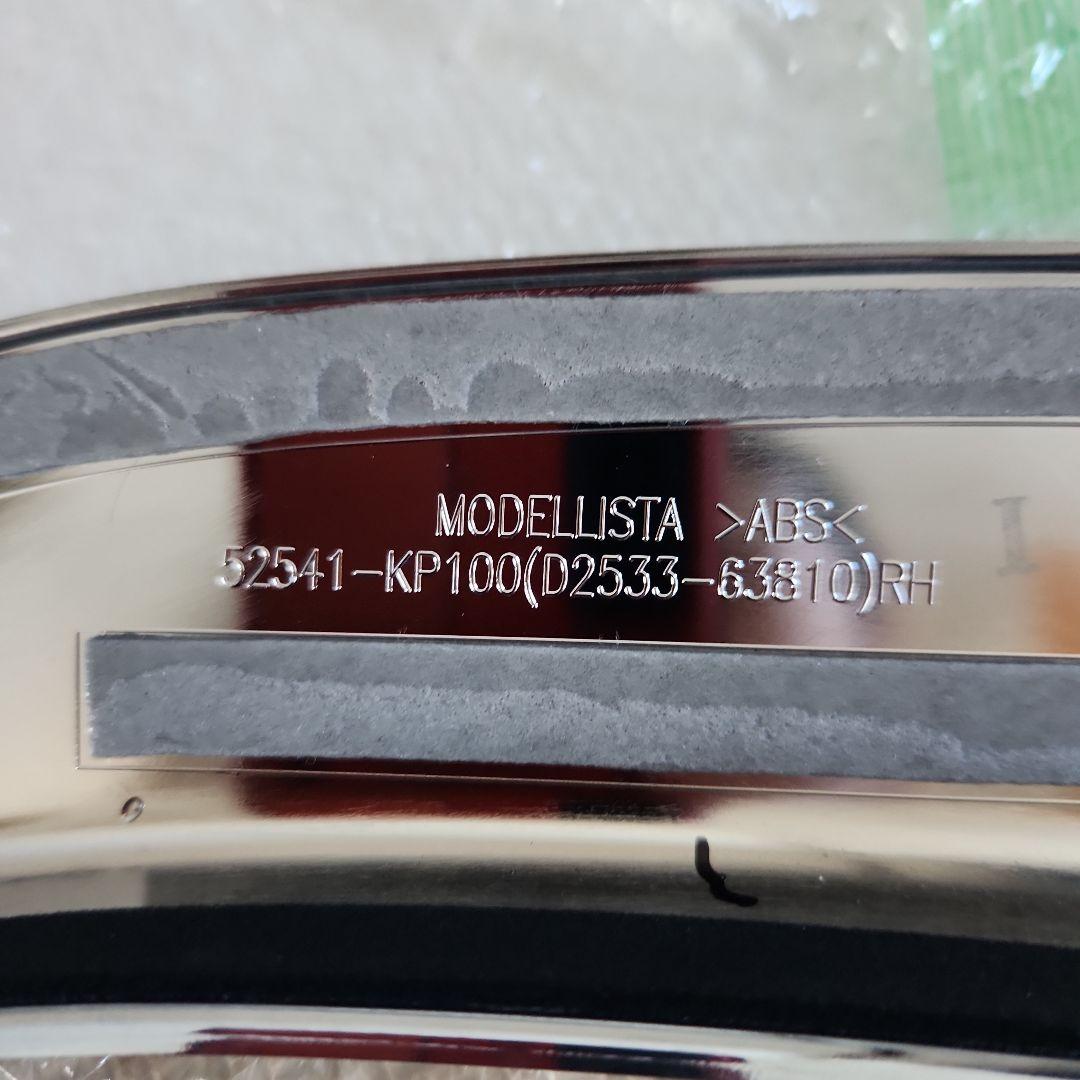 MODELLISTA >ABS<
52541-KP100(D2533-63810)RH